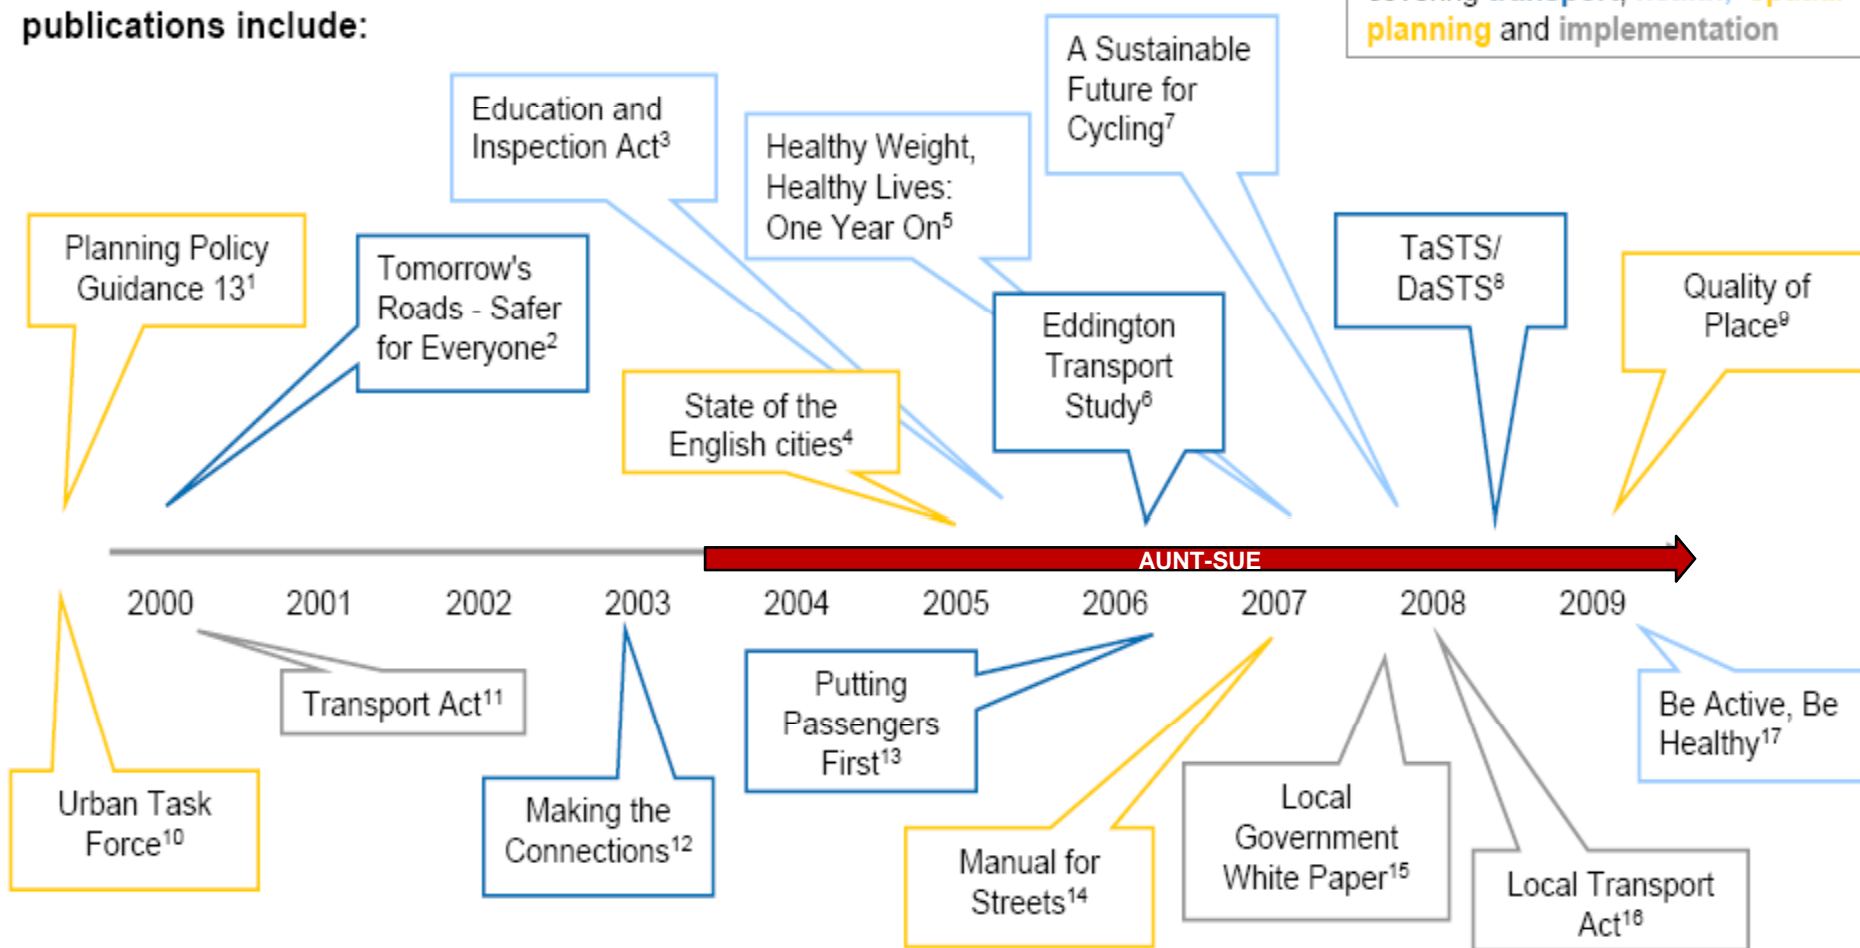 publications include:
transport,
planning and implementation
A Sustainable
Future for
Cycling7
Education and
Inspection Act3
Healthy Weight,
Healthy Lives:
One Year On5
Planning Policy
Guidance 131
Tomorrow's
Roads - Safer
for Everyone2
TaSTS/
DaSTS8
Quality of
Place9
Eddington
Transport
Study6
State of the
English cities4
AUNT-SUE
2000 2001 2002 2003 2004 2005 2006 2007 2008 2009
Transport Act11
Putting
Passengers
First13
Be Active, Be
Healthy17
Urban Task
Force10
Making the
Connections12
Local
Government
White Paper15
Manual for
Streets14
Local Transport
Act16